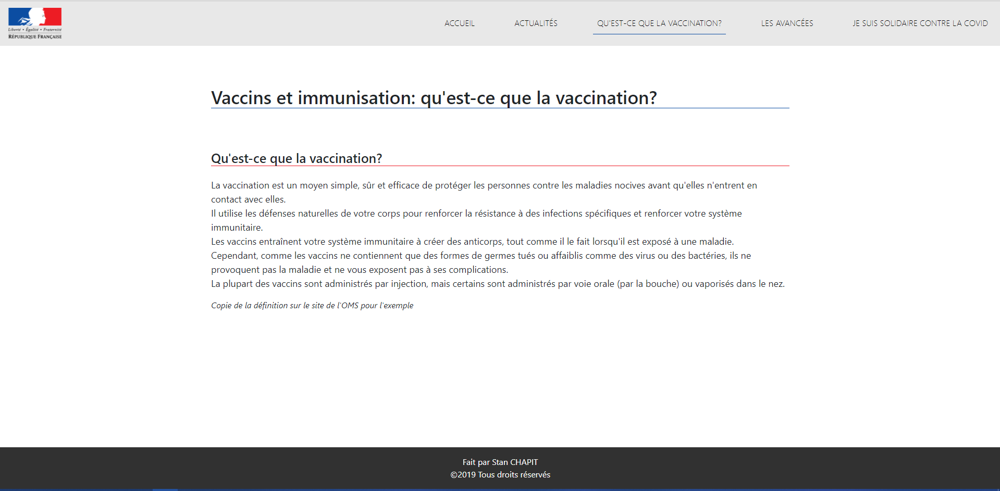 Liberté • Égalité • Fraternité
RÉPUBLIQUE FRANÇAISE
ACCUEIL
ACTUALITÉS
QU'EST-CE QUE LA VACCINATION?
LES AVANCÉES
JE SUIS SOLIDAIRE CONTRE LA COVID
Vaccins et immunisation: qu'est-ce que la vaccination?
Qu'est-ce que la vaccination?
La vaccination est un moyen simple, sûr et efficace de protéger les personnes contre les maladies nocives avant qu'elles n'entrent en
contact avec elles.
Il utilise les défenses naturelles de votre corps pour renforcer la résistance à des infections spécifiques et renforcer votre système
immunitaire.
Les vaccins entraînent votre système immunitaire à créer des anticorps, tout comme il le fait lorsqu'il est exposé à une maladie.
Cependant, comme les vaccins ne contiennent que des formes de germes tués ou affaiblis comme des virus ou des bactéries, ils ne
provoquent pas la maladie et ne vous exposent pas à ses complications.
La plupart des vaccins sont administrés par injection, mais certains sont administrés par voie orale (par la bouche) ou vaporisés dans le nez.
Copie de la définition sur le site de l'OMS pour l'exemple
Fait par Stan CHAPIT
©2019 Tous droits réservés